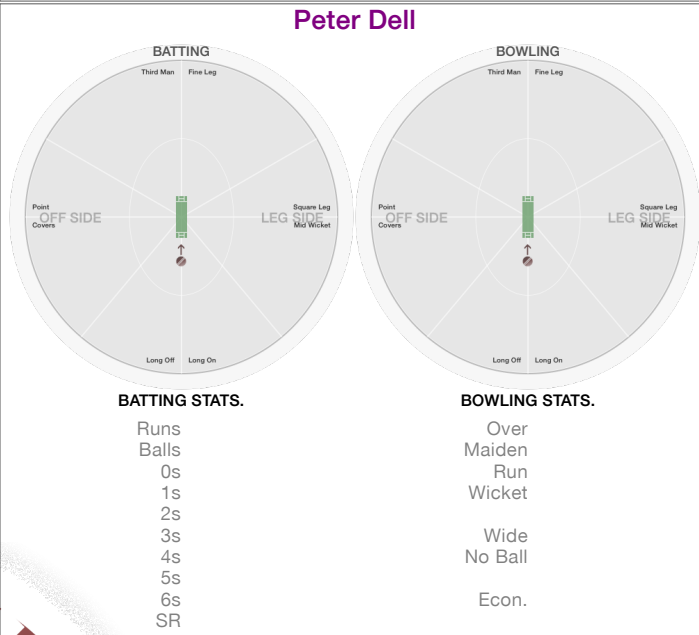 Peter Dell
BATTING
BOWLING
Third Man Fine Leg
Third Man Fine Leg
Point
Square Leg
OFF SIDE
LEG SIDE
Covers
Mid Wicket
Point
Square Leg
OFF SIDE
LEG SIDE
Covers
Mid Wicket
Long Off Long On
Long Off Long On
BATTING STATS.
BOWLING STATS.
Runs
Over
Balls
Maiden
0s
Run
1s
Wicket
2s
3s
Wide
4s
No Ball
5s
6s
Econ.
SR